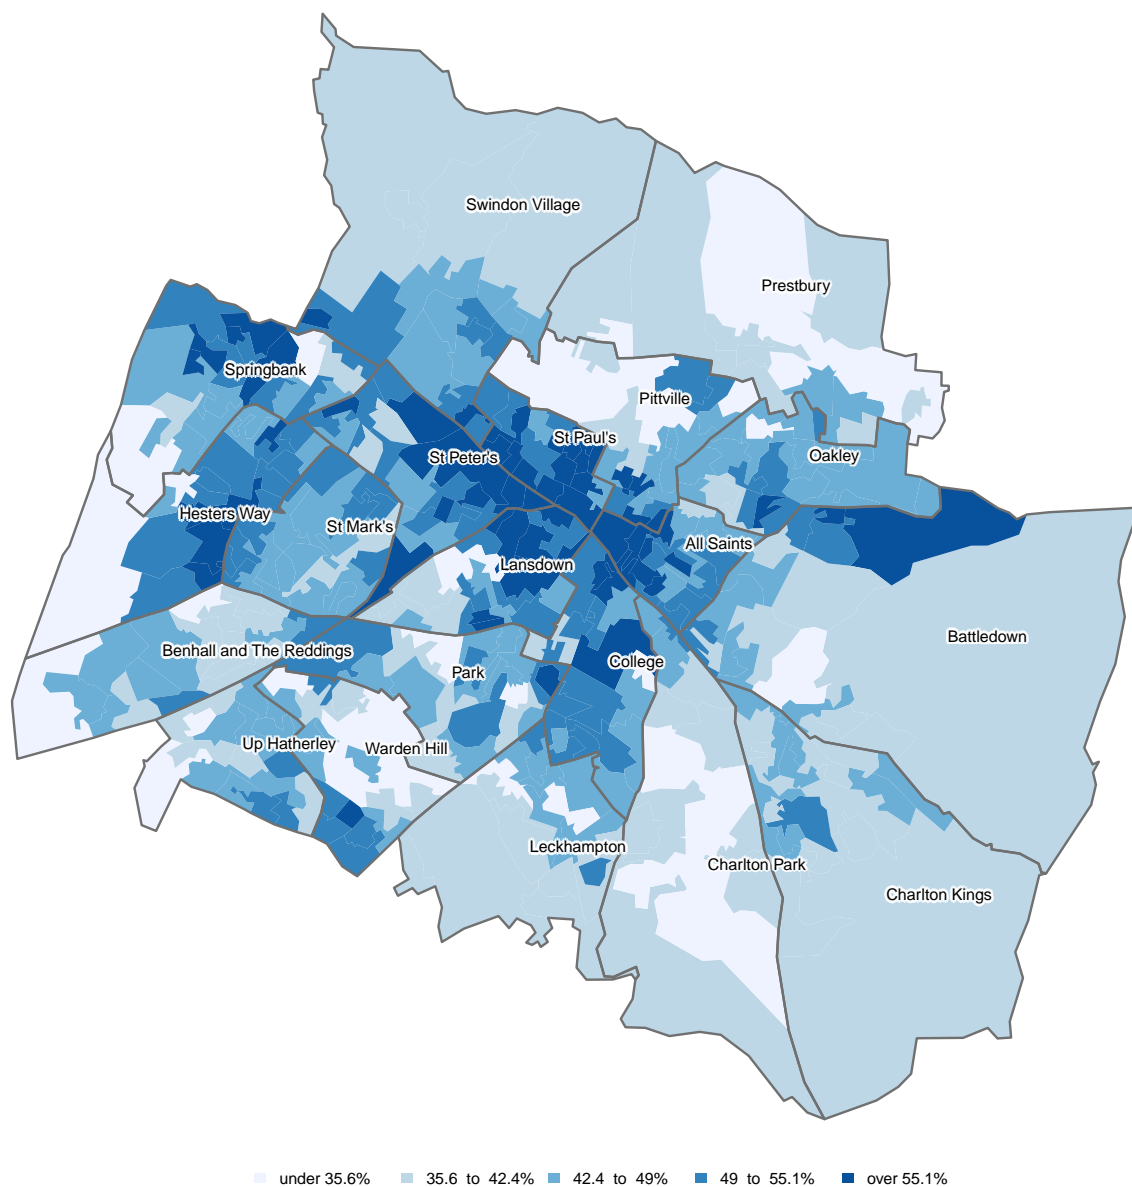 Swindon Village
Prestbury
Springbank
Pittville
St Paul's
St Peter's
Oakley
Hesters Way
St Mark's
All Saints
Lansdown
Battledown
Benhall and The Reddings
College
Park
Up Hatherley
Warden Hill
Leckhampton
Charlton Park
Charlton Kings
under 35.6% 35.6 to 42.4% 42.4 to 49% 49 to 55.1% over 55.1%